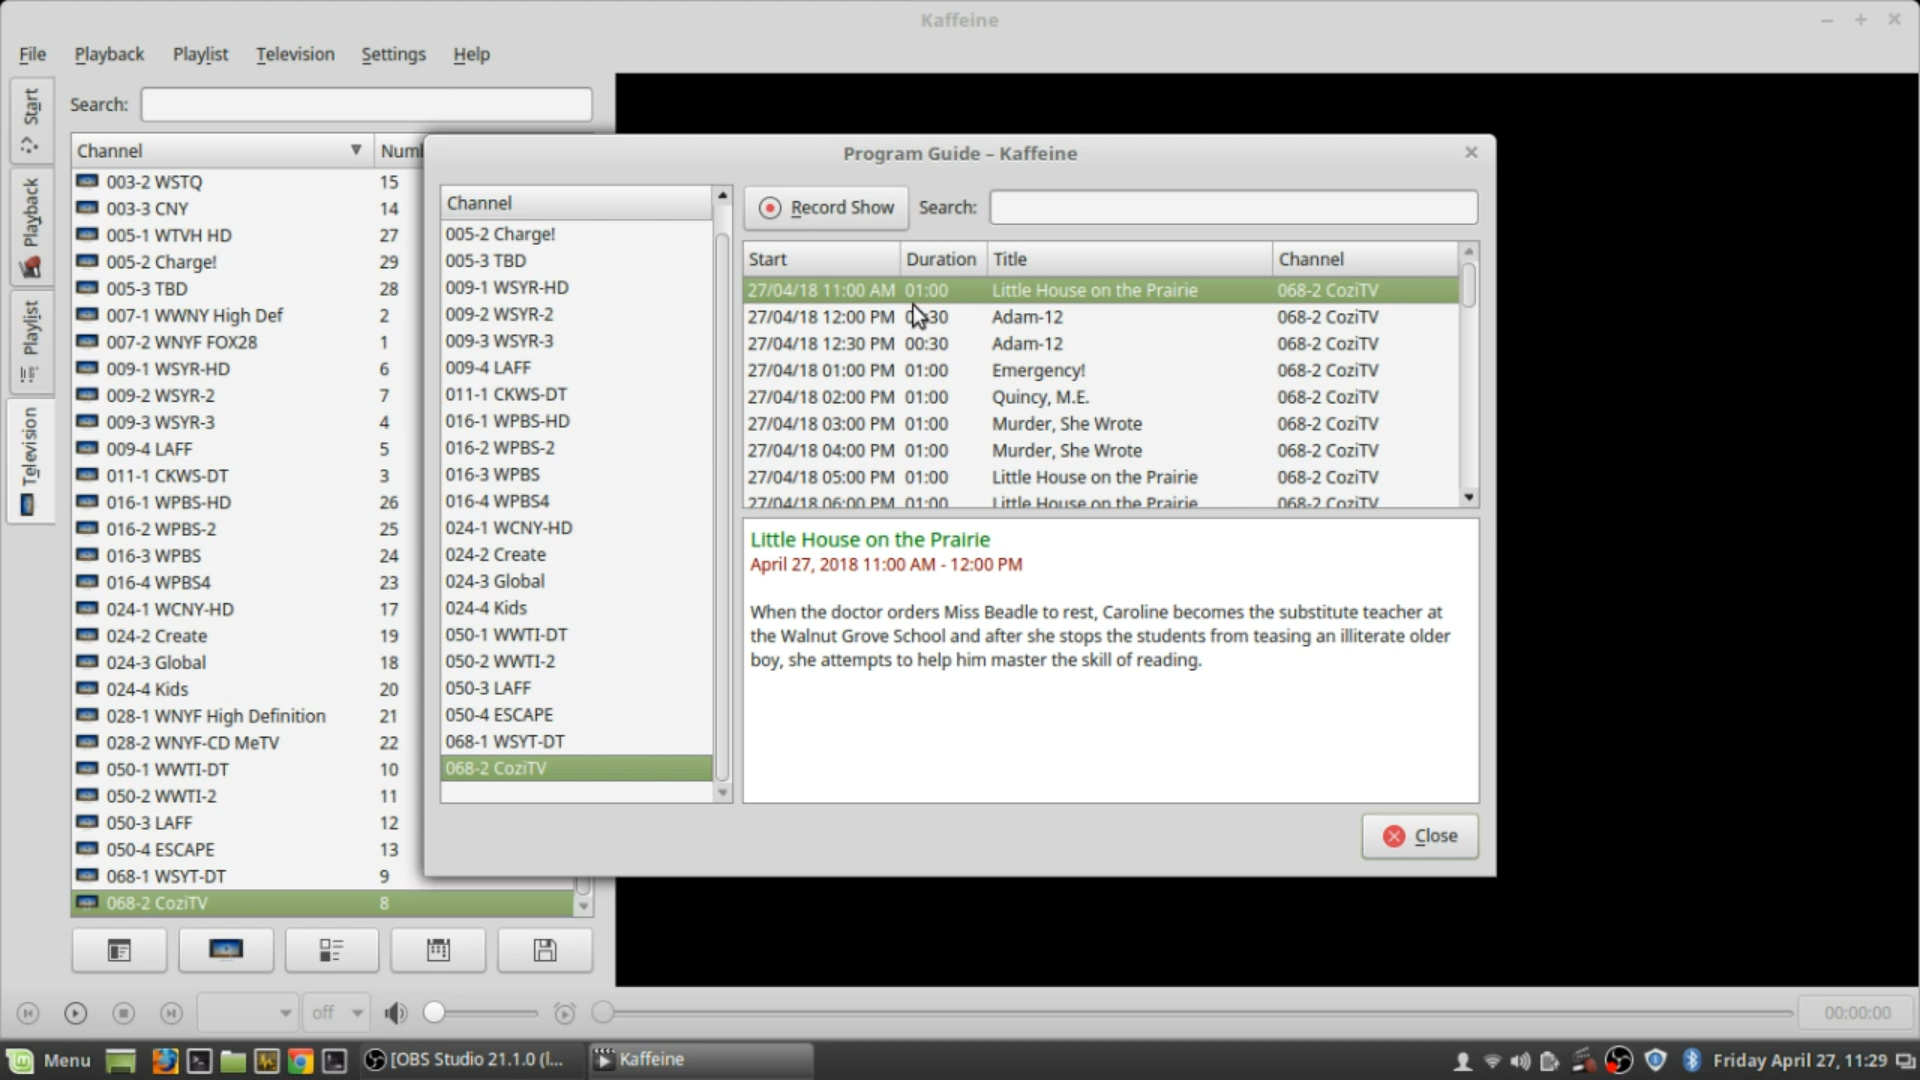 Kaffeine
File Playback Playlist Television Settings Help
Start
Playback
Playlist
Television
Search:
Channel Num
003-2 WSTQ 15
003-3 CNY 14
005-1 WTVH HD 27
005-2 Charge! 29
005-3 TBD 28
007-1 WWNY High Def 2
007-2 WNYF FOX28 1
009-1 WSYR-HD 6
009-2 WSYR-2 7
009-3 WSYR-3 4
009-4 LAFF 5
011-1 CKWS-DT 3
016-1 WPBS-HD 26
016-2 WPBS-2 25
016-3 WPBS 24
016-4 WPBS4 23
024-1 WCNY-HD 17
024-2 Create 19
024-3 Global 18
024-4 Kids 20
028-1 WNYF High Definition 21
028-2 WNYF-CD MeTV 22
050-1 WWTI-DT 10
050-2 WWTI-2 11
050-3 LAFF 12
050-4 ESCAPE 13
068-1 WSYT-DT 9
068-2 CoziTV 8
Program Guide – Kaffeine
Channel
005-2 Charge!
005-3 TBD
009-1 WSYR-HD
009-2 WSYR-2
009-3 WSYR-3
009-4 LAFF
011-1 CKWS-DT
016-1 WPBS-HD
016-2 WPBS-2
016-3 WPBS
016-4 WPBS4
024-1 WCNY-HD
024-2 Create
024-3 Global
024-4 Kids
050-1 WWTI-DT
050-2 WWTI-2
050-3 LAFF
050-4 ESCAPE
068-1 WSYT-DT
068-2 CoziTV
Record Show Search:
Start Duration Title Channel
27/04/18 11:00 AM 01:00 Little House on the Prairie 068-2 CoziTV
27/04/18 12:00 PM Adam-12 068-2 CoziTV
27/04/18 12:30 PM 00:30 Adam-12 068-2 CoziTV
27/04/18 01:00 PM 01:00 Emergency! 068-2 CoziTV
27/04/18 02:00 PM 01:00 Quincy, M.E. 068-2 CoziTV
27/04/18 03:00 PM 01:00 Murder, She Wrote 068-2 CoziTV
27/04/18 04:00 PM 01:00 Murder, She Wrote 068-2 CoziTV
27/04/18 05:00 PM 01:00 Little House on the Prairie 068-2 CoziTV
27/04/18 06:00 PM 01:00 Little House on the Prairie 068-2 CoziTV
Little House on the Prairie
April 27, 2018 11:00 AM - 12:00 PM
When the doctor orders Miss Beadle to rest, Caroline becomes the substitute teacher at
the Walnut Grove School and after she stops the students from teasing an illiterate older
boy, she attempts to help him master the skill of reading.
Close
off 00:00:00
Menu [OBS Studio 21.1.0 (l... Kaffeine Friday April 27, 11:29